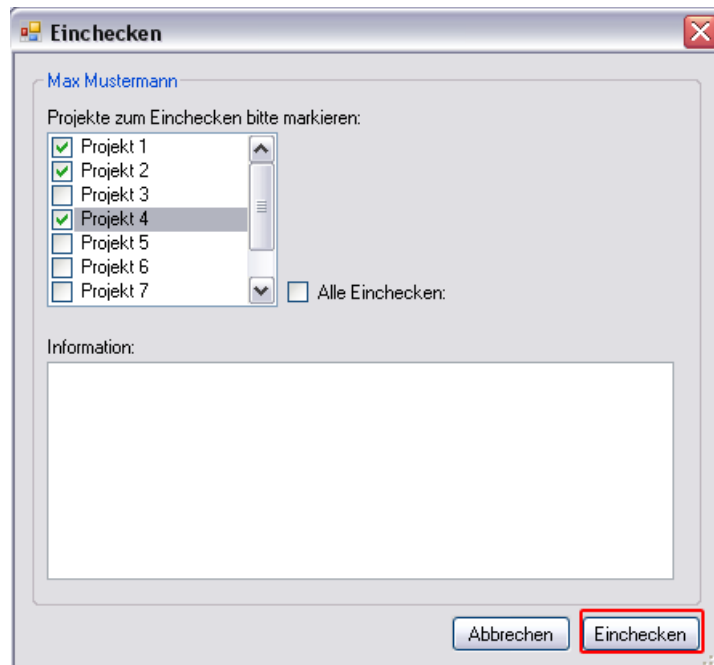 Einchecken
Max Mustermann
Projekte zum Einchecken bitte markieren:
Projekt 1
Projekt 2
Projekt 3
Projekt 4
Projekt 5
Projekt 6
Projekt 7
Alle Einchecken:
Information:
Abbrechen
Einchecken